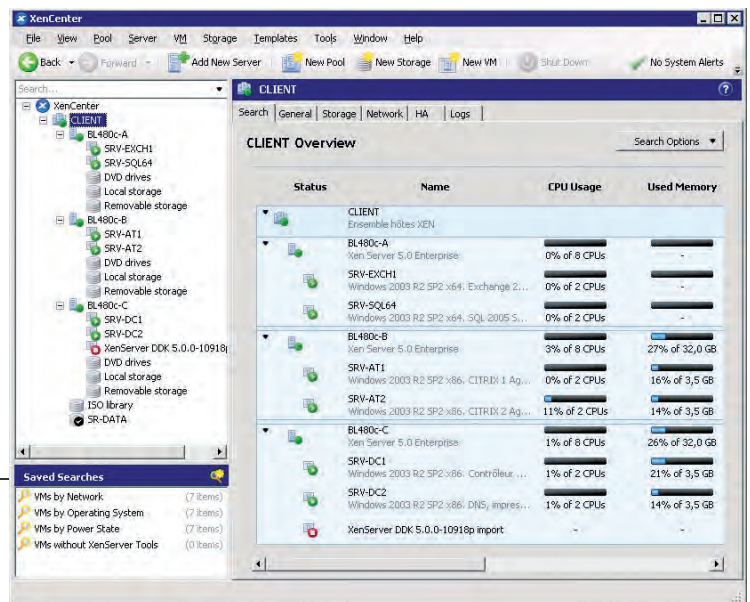 XenCenter
File View Pool Server VM Storage Templates Tools Window Help
Back Forward Add New Server New Pool New Storage New VM Shut Down No System Alerts
Search...
XenCenter
CLIENT
BL480c-A
SRV-EXCH1
SRV-SQL64
DVD drives
Local storage
Removable storage
BL480c-B
SRV-AT1
SRV-AT2
DVD drives
Local storage
Removable storage
BL480c-C
SRV-DC1
SRV-DC2
XenServer DDK 5.0.0-10918p
DVD drives
Local storage
Removable storage
ISO library
SR-DATA
Saved Searches
VMs by Network (7 items)
VMs by Operating System (7 items)
VMs by Power State (7 items)
VMs without XenServer Tools (0 items)
CLIENT
Search General Storage Network HA Logs
CLIENT Overview Search Options
Status Name CPU Usage Used Memory
CLIENT
Ensemble hôtes XEN
BL480c-A
Xen Server 5.0 Enterprise 0% of 8 CPUs -
SRV-EXCH1
Windows 2003 R2 SP2 x64. Exchange 2... 0% of 2 CPUs -
SRV-SQL64
Windows 2003 R2 SP2 x64. SQL 2005 S... 0% of 2 CPUs -
BL480c-B
Xen Server 5.0 Enterprise 3% of 8 CPUs 27% of 32,0 GB
SRV-AT1
Windows 2003 R2 SP2 x86. CITRIX 1 Ag... 0% of 2 CPUs 16% of 3,5 GB
SRV-AT2
Windows 2003 R2 SP2 x86. CITRIX 2 Ag... 11% of 2 CPUs 14% of 3,5 GB
BL480c-C
Xen Server 5.0 Enterprise 1% of 8 CPUs 26% of 32,0 GB
SRV-DC1
Windows 2003 R2 SP2 x86. Contrôleur ... 1% of 2 CPUs 21% of 3,5 GB
SRV-DC2
Windows 2003 R2 SP2 x86. DNS, impres... 1% of 2 CPUs 14% of 3,5 GB
XenServer DDK 5.0.0-10918p import - -